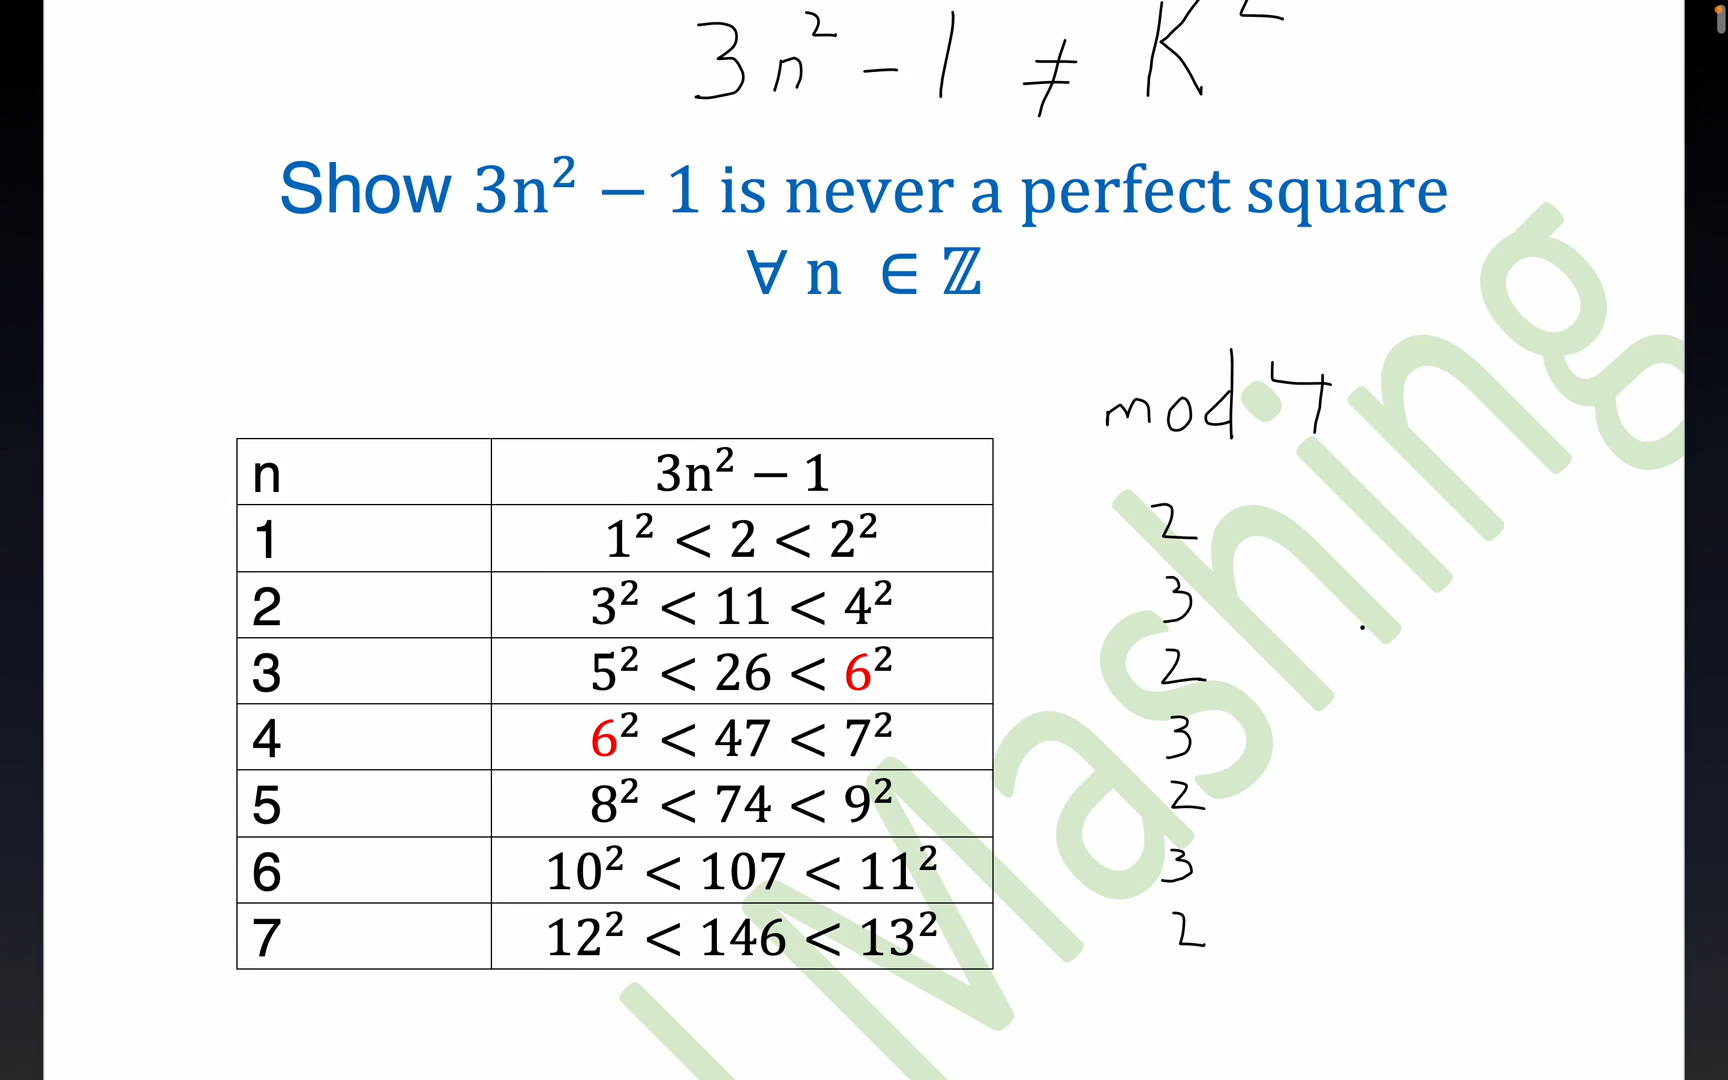 3n² − 1 ≠ K²
Show 3n² − 1 is never a perfect square
∀ n ∈ ℤ
mod 4
n 3n² − 1
1 1² < 2 < 2² 2
2 3² < 11 < 4² 3
3 5² < 26 < 6² 2
4 6² < 47 < 7² 3
5 8² < 74 < 9² 2
6 10² < 107 < 11² 3
7 12² < 146 < 13² 2
Mashing